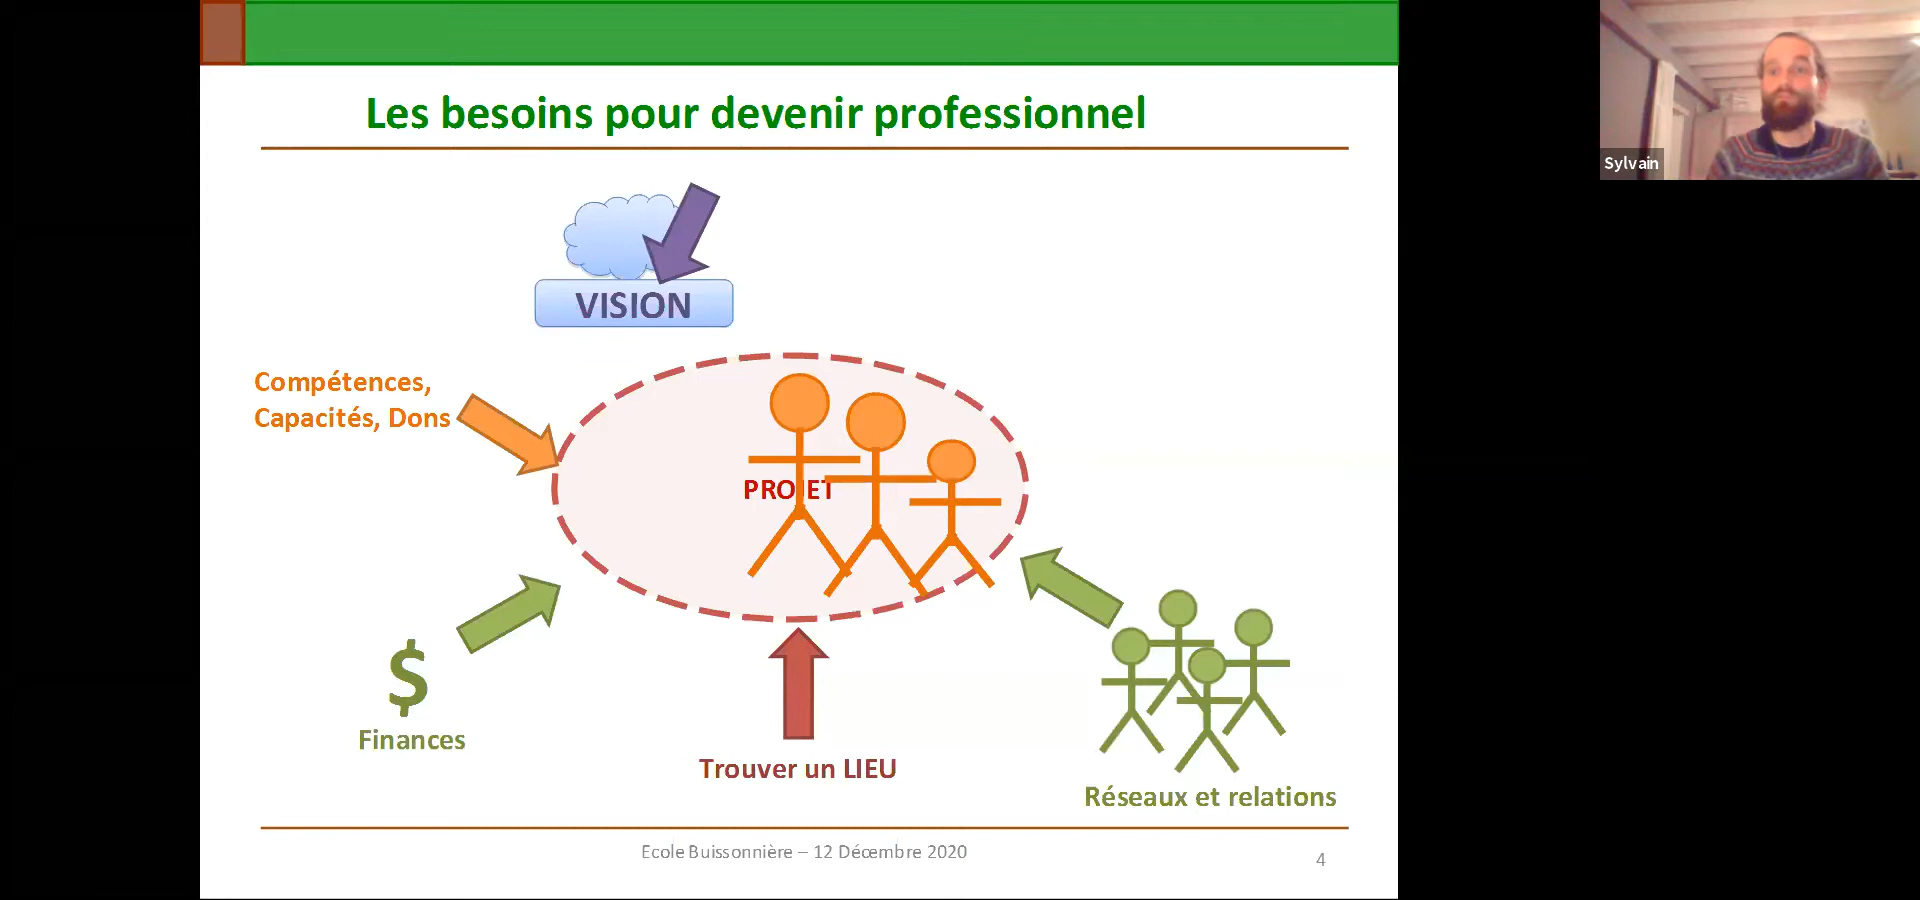 Les besoins pour devenir professionnel
Sylvain
VISION
Compétences,
Capacités, Dons
PROJET
$
Finances
Trouver un LIEU
Réseaux et relations
Ecole Buissonnière – 12 Décembre 2020
4